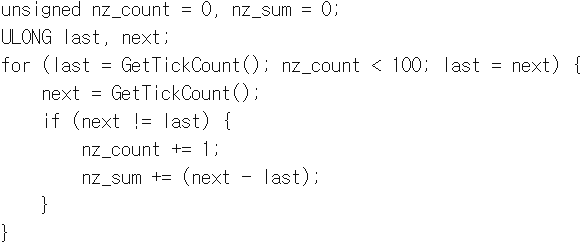 unsigned nz_count = 0, nz_sum = 0;
ULONG last, next;
for (last = GetTickCount(); nz_count < 100; last = next) {
    next = GetTickCount();
    if (next != last) {
        nz_count += 1;
        nz_sum += (next - last);
    }
}